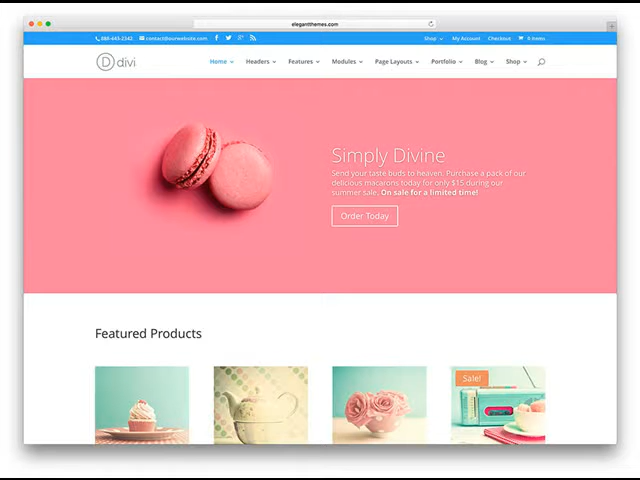 elegantthemes.com
080-443-2342 contact@ourwebsite.com Shop My Account Checkout 0 Items
D divi Home Headers Features Modules Page Layouts Portfolio Blog Shop
Simply Divine
Send your taste buds to heaven. Purchase a pack of our
delicious macarons today for only $15 during our
summer sale. On sale for a limited time!
Order Today
Featured Products
Sale!